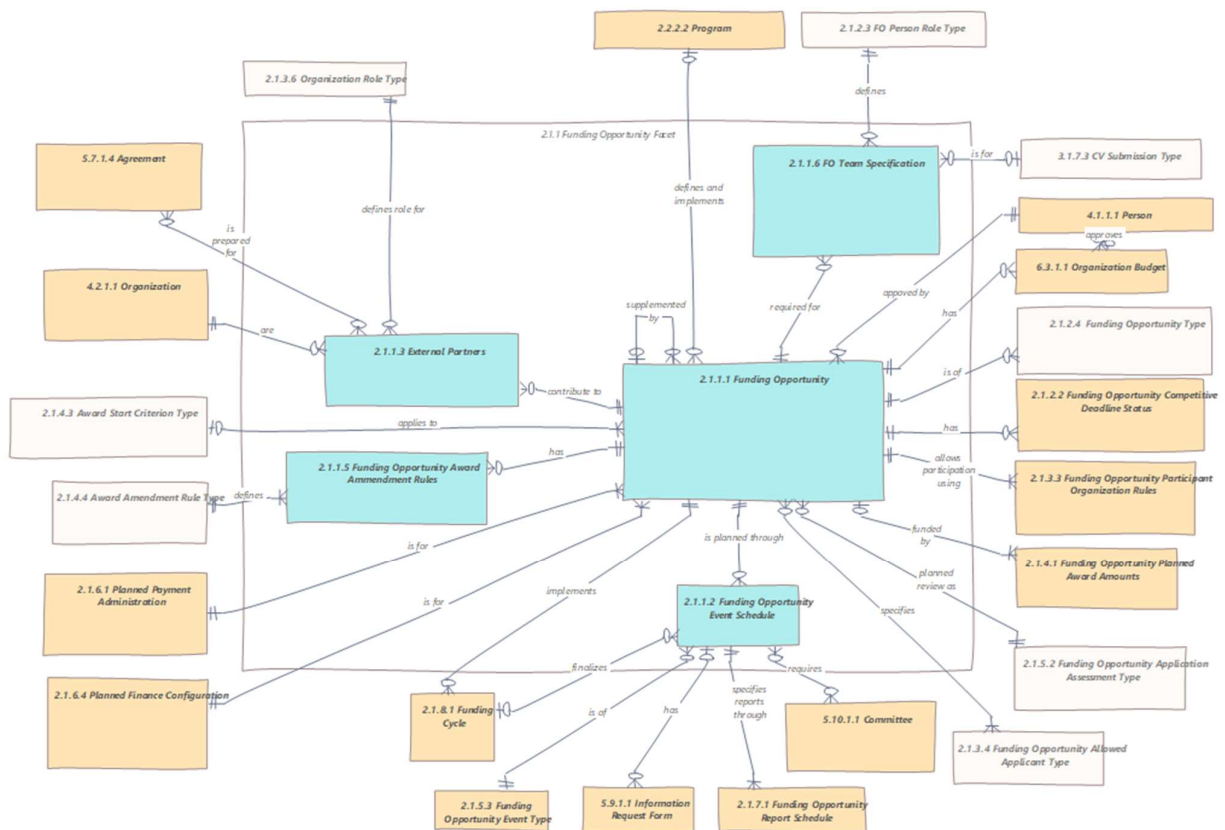 2.2.2.2 Program
2.1.2.3 FO Person Role Type
2.1.3.6 Organization Role Type
defines
2.1.1 Funding Opportunity Facet
5.7.1.4 Agreement
2.1.1.6 FO Team Specification
is for
3.1.7.3 CV Submission Type
defines and
implements
defines role for
4.1.1.1 Person
is
prepared
for
approves
6.3.1.1 Organization Budget
4.2.1.1 Organization
appoved by
supplemented
by
required for
has
2.1.2.4 Funding Opportunity Type
are
2.1.1.3 External Partners
2.1.1.1 Funding Opportunity
is of
contribute to
2.1.2.2 Funding Opportunity Competitive
Deadline Status
2.1.4.3 Award Start Criterion Type
applies to
has
has
2.1.1.5 Funding Opportunity Award
Ammendment Rules
allows
participation
using
2.1.3.3 Funding Opportunity Participant
Organization Rules
2.1.4.4 Award Amendment Rule Type
defines
is for
is planned through
funded
by
2.1.4.1 Funding Opportunity Planned
Award Amounts
2.1.6.1 Planned Payment
Administration
implements
planned
review as
is for
2.1.1.2 Funding Opportunity
Event Schedule
specifies
2.1.5.2 Funding Opportunity Application
Assessment Type
finalizes
requires
2.1.6.4 Planned Finance Configuration
2.1.8.1 Funding
Cycle
is of
has
specifies
reports
through
5.10.1.1 Committee
2.1.3.4 Funding Opportunity Allowed
Applicant Type
2.1.5.3 Funding
Opportunity Event Type
5.9.1.1 Information
Request Form
2.1.7.1 Funding Opportunity
Report Schedule